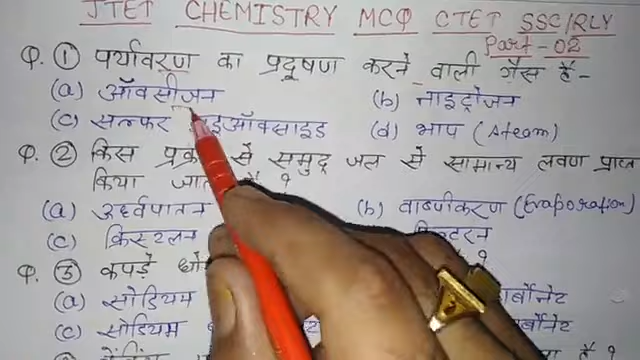 JTET CHEMISTRY MCQ CTET SSC/RLY
Part-02
Q. ① पर्यावरण का प्रदूषण करने वाली गैस है-
(a) ऑक्सीजन (b) नाइट्रोजन
(c) सल्फर डाइऑक्साइड (d) भाप (Steam)
Q. ② किस प्रक्रम से समुद्र जल से सामान्य लवण प्राप्त
किया जाता है ?
(a) उर्ध्वपातन (b) वाष्पीकरण (Evaporation)
(c) क्रिस्टलन
Q. ③ कपड़े धोने ?
(a) सोडियम कार्बोनेट
(c) सोडियम कार्बोनेट
है ?